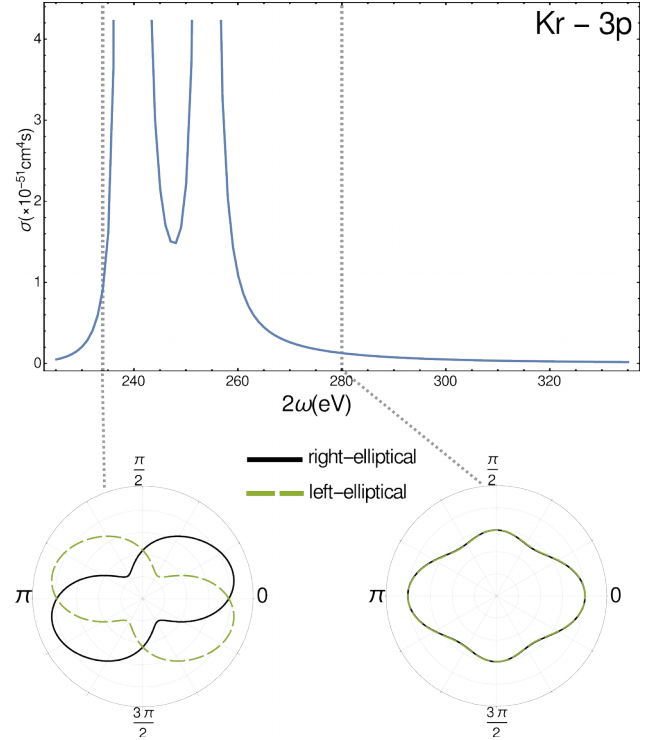 Kr − 3p
4
3
2
1
0
σ(×10⁻⁵¹cm⁴s)
240 260 280 300 320
2ω(eV)
right−elliptical
left−elliptical
π/2 π/2
π 0 π 0
3π/2 3π/2